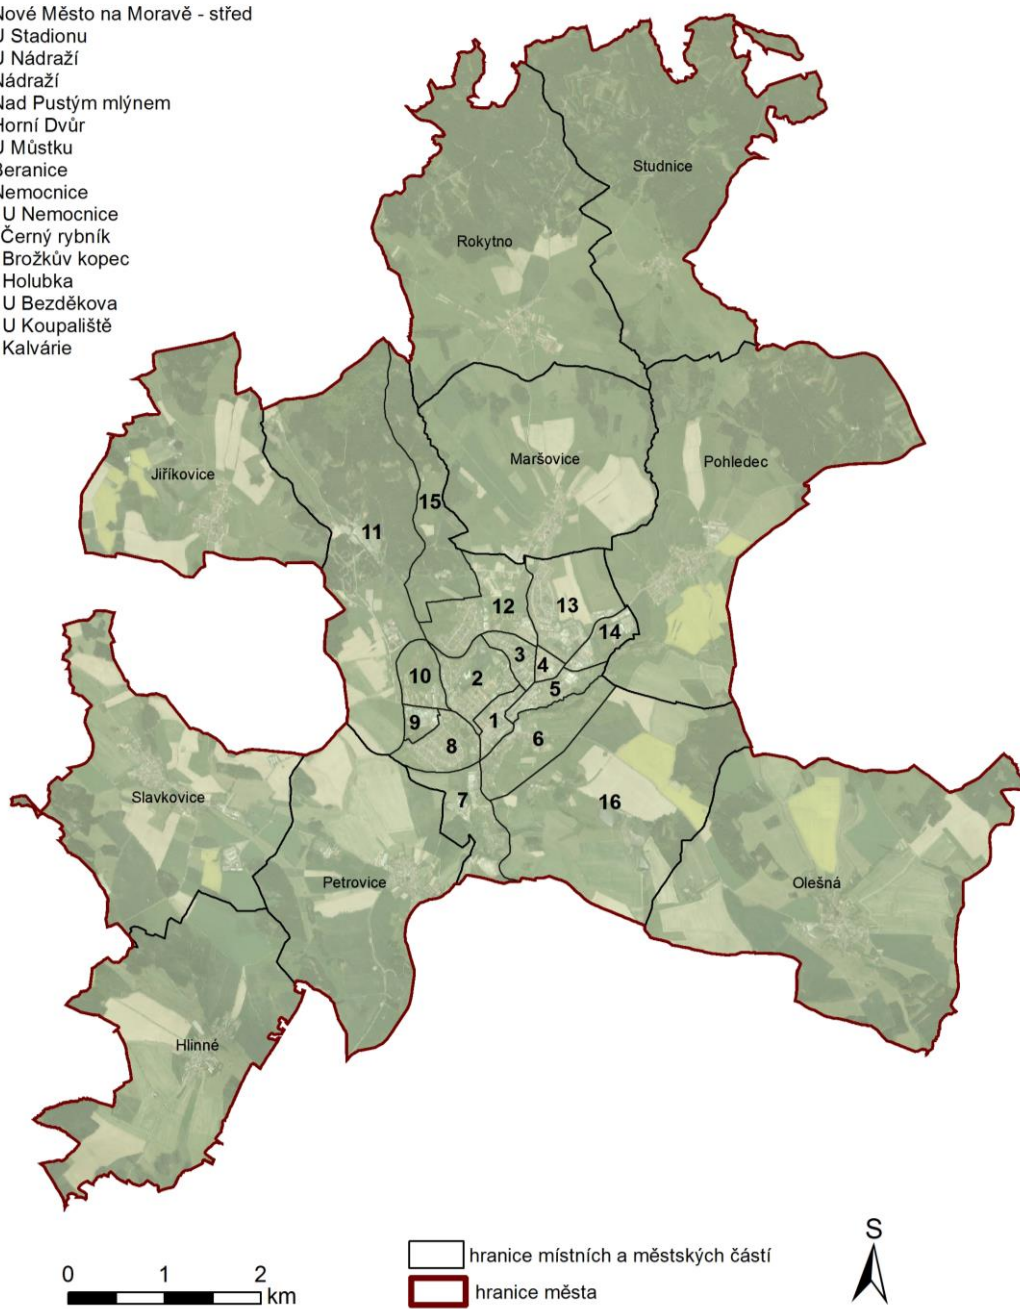 Nové Město na Moravě - střed
U Stadionu
U Nádraží
Nádraží
Nad Pustým mlýnem
Horní Dvůr
U Můstku
Beranice
Nemocnice
U Nemocnice
Černý rybník
Brožkův kopec
Holubka
U Bezděkova
U Koupaliště
Kalvárie
Studnice
Rokytno
Maršovice
Pohledec
Jiříkovice
15
11
12
13
14
3
4
10
2
5
9
1
6
8
7
16
Slavkovice
Petrovice
Olešná
Hlinné
S
0 1 2
km
hranice místních a městských částí
hranice města